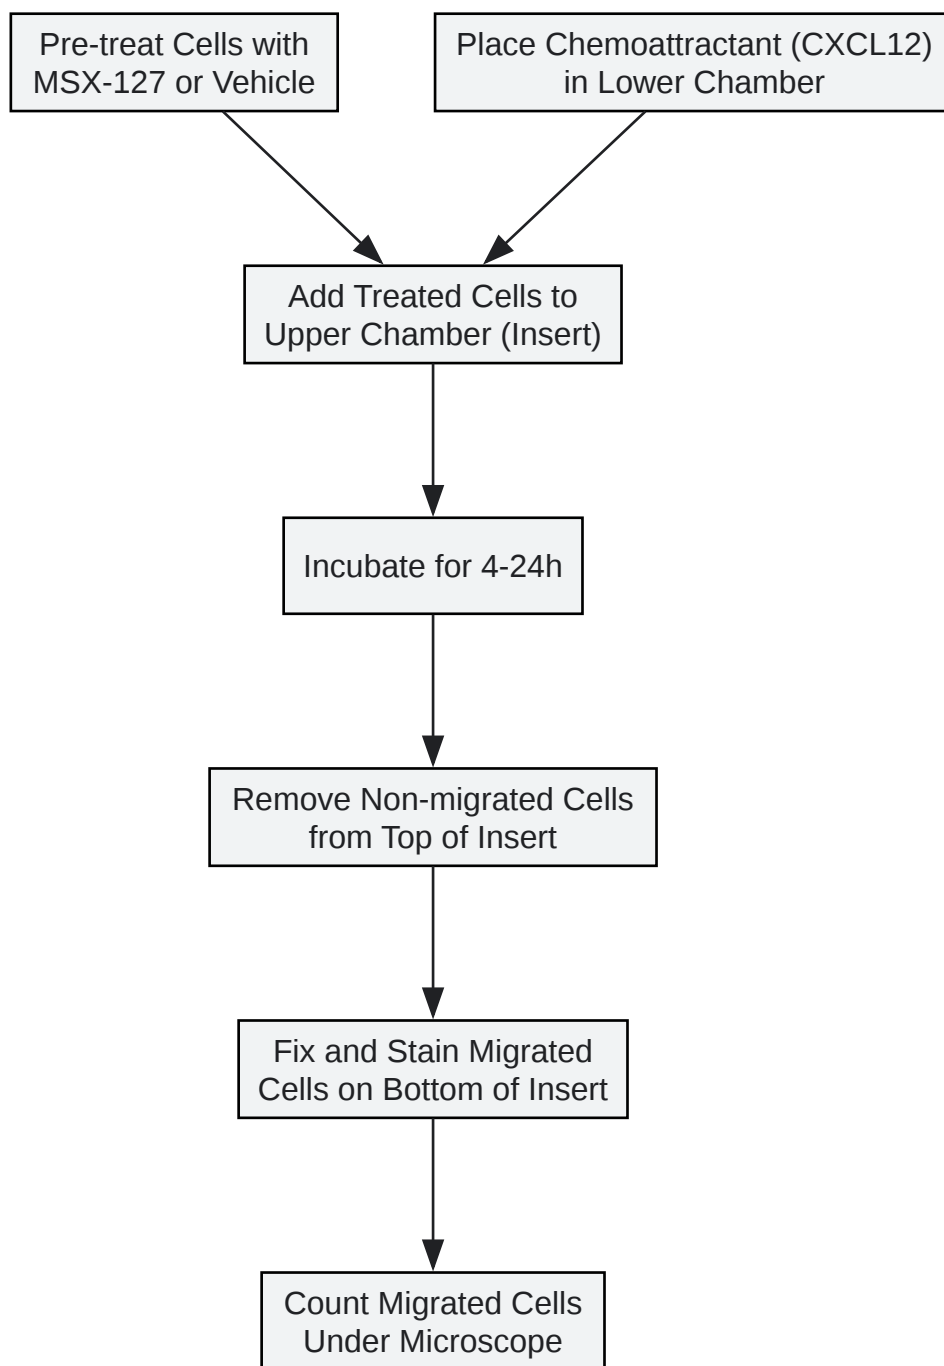 Pre-treat Cells with
MSX-127 or Vehicle
Place Chemoattractant (CXCL12)
in Lower Chamber
Add Treated Cells to
Upper Chamber (Insert)
Incubate for 4-24h
Remove Non-migrated Cells
from Top of Insert
Fix and Stain Migrated
Cells on Bottom of Insert
Count Migrated Cells
Under Microscope